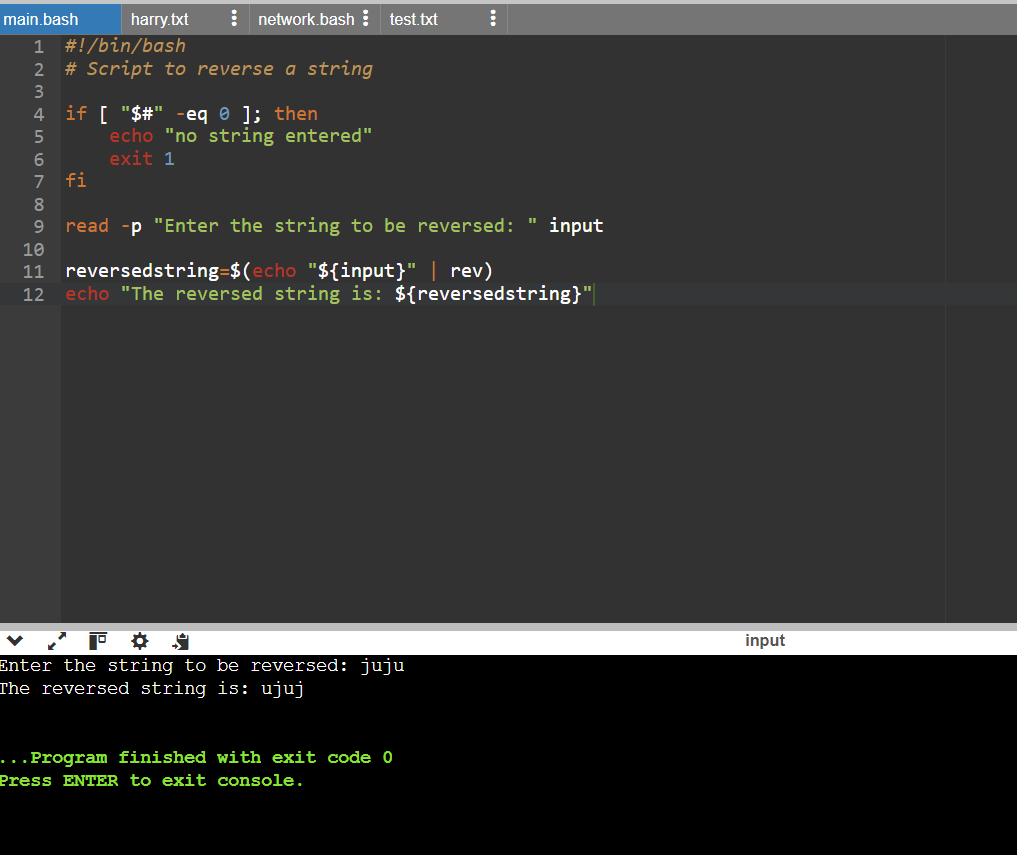 main.bash harry.txt network.bash test.txt
1 #!/bin/bash
2 # Script to reverse a string
3
4 if [ "$#" -eq 0 ]; then
5     echo "no string entered"
6     exit 1
7 fi
8
9 read -p "Enter the string to be reversed: " input
10
11 reversedstring=$(echo "${input}" | rev)
12 echo "The reversed string is: ${reversedstring}"
input
Enter the string to be reversed: juju
The reversed string is: ujuj
...Program finished with exit code 0
Press ENTER to exit console.